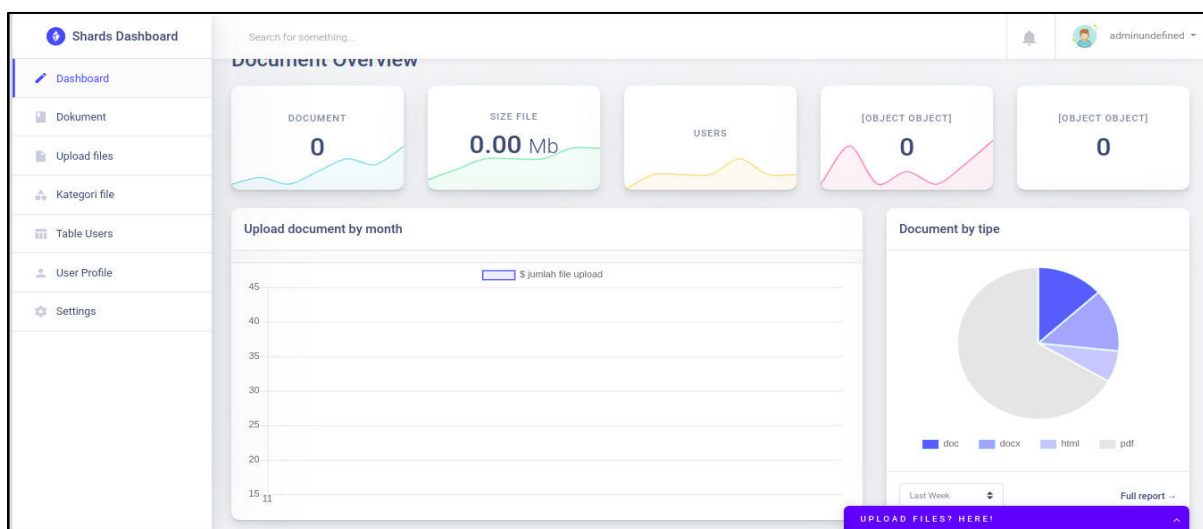 Shards Dashboard
Search for something...
adminundefined
Dashboard
Dokument
Upload files
Kategori file
Table Users
User Profile
Settings
Document Overview
DOCUMENT
0
SIZE FILE
0.00 Mb
USERS
[OBJECT OBJECT]
0
[OBJECT OBJECT]
0
Upload document by month
$ jumlah file upload
45
40
35
30
25
20
15
11
Document by tipe
doc docx html pdf
Last Week
Full report →
UPLOAD FILES? HERE!